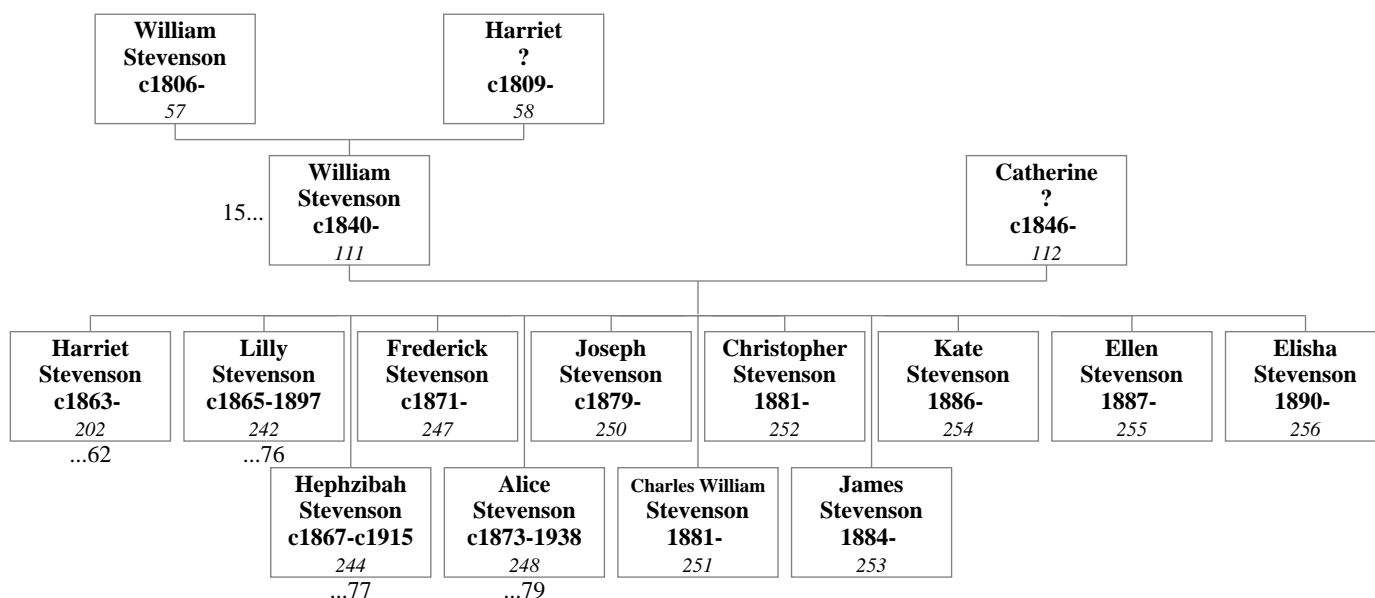 William
Stevenson
c1806-
57
Harriet
?
c1809-
58
15...
William
Stevenson
c1840-
111
Catherine
?
c1846-
112
Harriet
Stevenson
c1863-
202
...62
Lilly
Stevenson
c1865-1897
242
...76
Frederick
Stevenson
c1871-
247
Joseph
Stevenson
c1879-
250
Christopher
Stevenson
1881-
252
Kate
Stevenson
1886-
254
Ellen
Stevenson
1887-
255
Elisha
Stevenson
1890-
256
Hephzibah
Stevenson
c1867-c1915
244
...77
Alice
Stevenson
c1873-1938
248
...79
Charles William
Stevenson
1881-
251
James
Stevenson
1884-
253